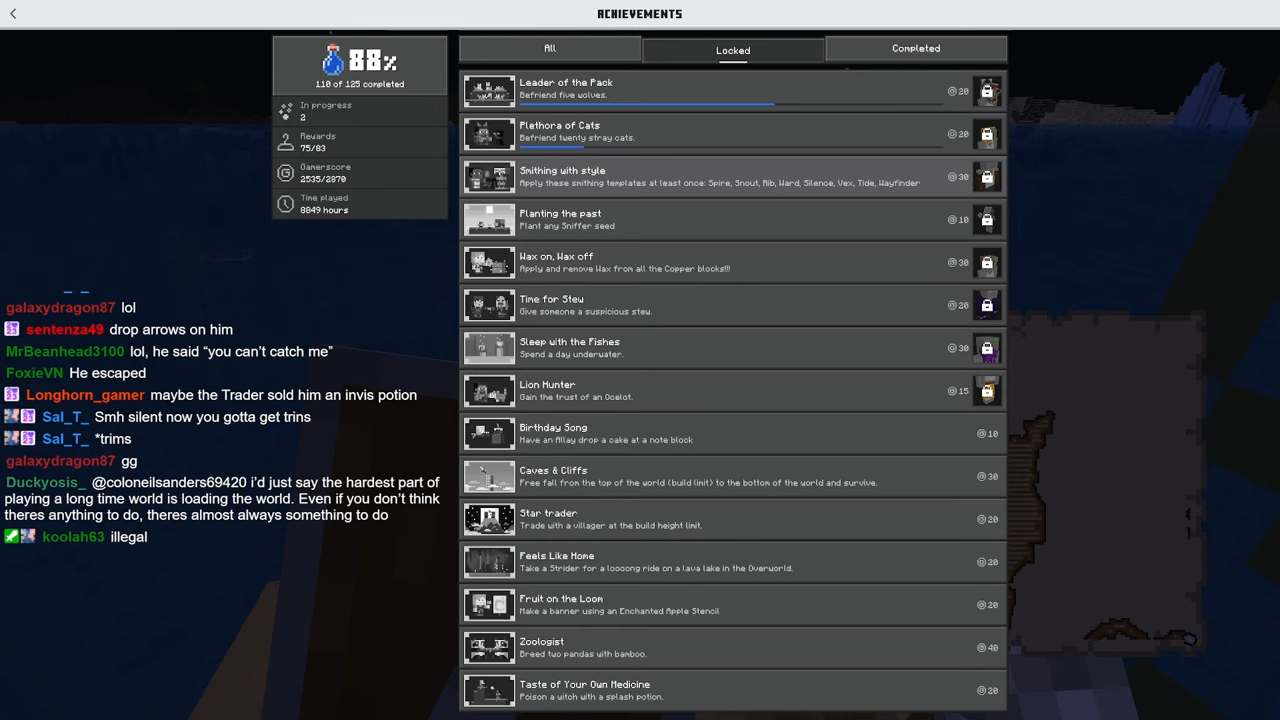 ACHIEVEMENTS
88%
110 of 125 completed
In progress
2
Rewards
75/83
Gamerscore
2535/2870
Time played
8849 hours
All
Locked
Completed
Leader of the Pack
Befriend five wolves.
20
Plethora of Cats
Befriend twenty stray cats.
20
Smithing with style
Apply these smithing templates at least once: Spire, Snout, Rib, Ward, Silence, Vex, Tide, Wayfinder
30
Planting the past
Plant any Sniffer seed
10
Wax on, Wax off
Apply and remove Wax from all the Copper blocks!!!
30
Time for Stew
Give someone a suspicious stew.
20
Sleep with the Fishes
Spend a day underwater.
30
Lion Hunter
Gain the trust of an Ocelot.
15
Birthday Song
Have an Allay drop a cake at a note block
10
Caves & Cliffs
Free fall from the top of the world (build limit) to the bottom of the world and survive.
30
Star trader
Trade with a villager at the build height limit.
20
Feels Like Home
Take a Strider for a loooong ride on a lava lake in the Overworld.
20
Fruit on the Loom
Make a banner using an Enchanted Apple Stencil
20
Zoologist
Breed two pandas with bamboo.
40
Taste of Your Own Medicine
Poison a witch with a splash potion.
20
galaxydragon87 lol
sentenza49 drop arrows on him
MrBeanhead3100 lol, he said “you can’t catch me”
FoxieVN He escaped
Longhorn_gamer maybe the Trader sold him an invis potion
Sal_T_ Smh silent now you gotta get trins
Sal_T_ *trims
galaxydragon87 gg
Duckyosis_ @coloneilsanders69420 i’d just say the hardest part of
playing a long time world is loading the world. Even if you don’t think
theres anything to do, theres almost always something to do
koolah63 illegal